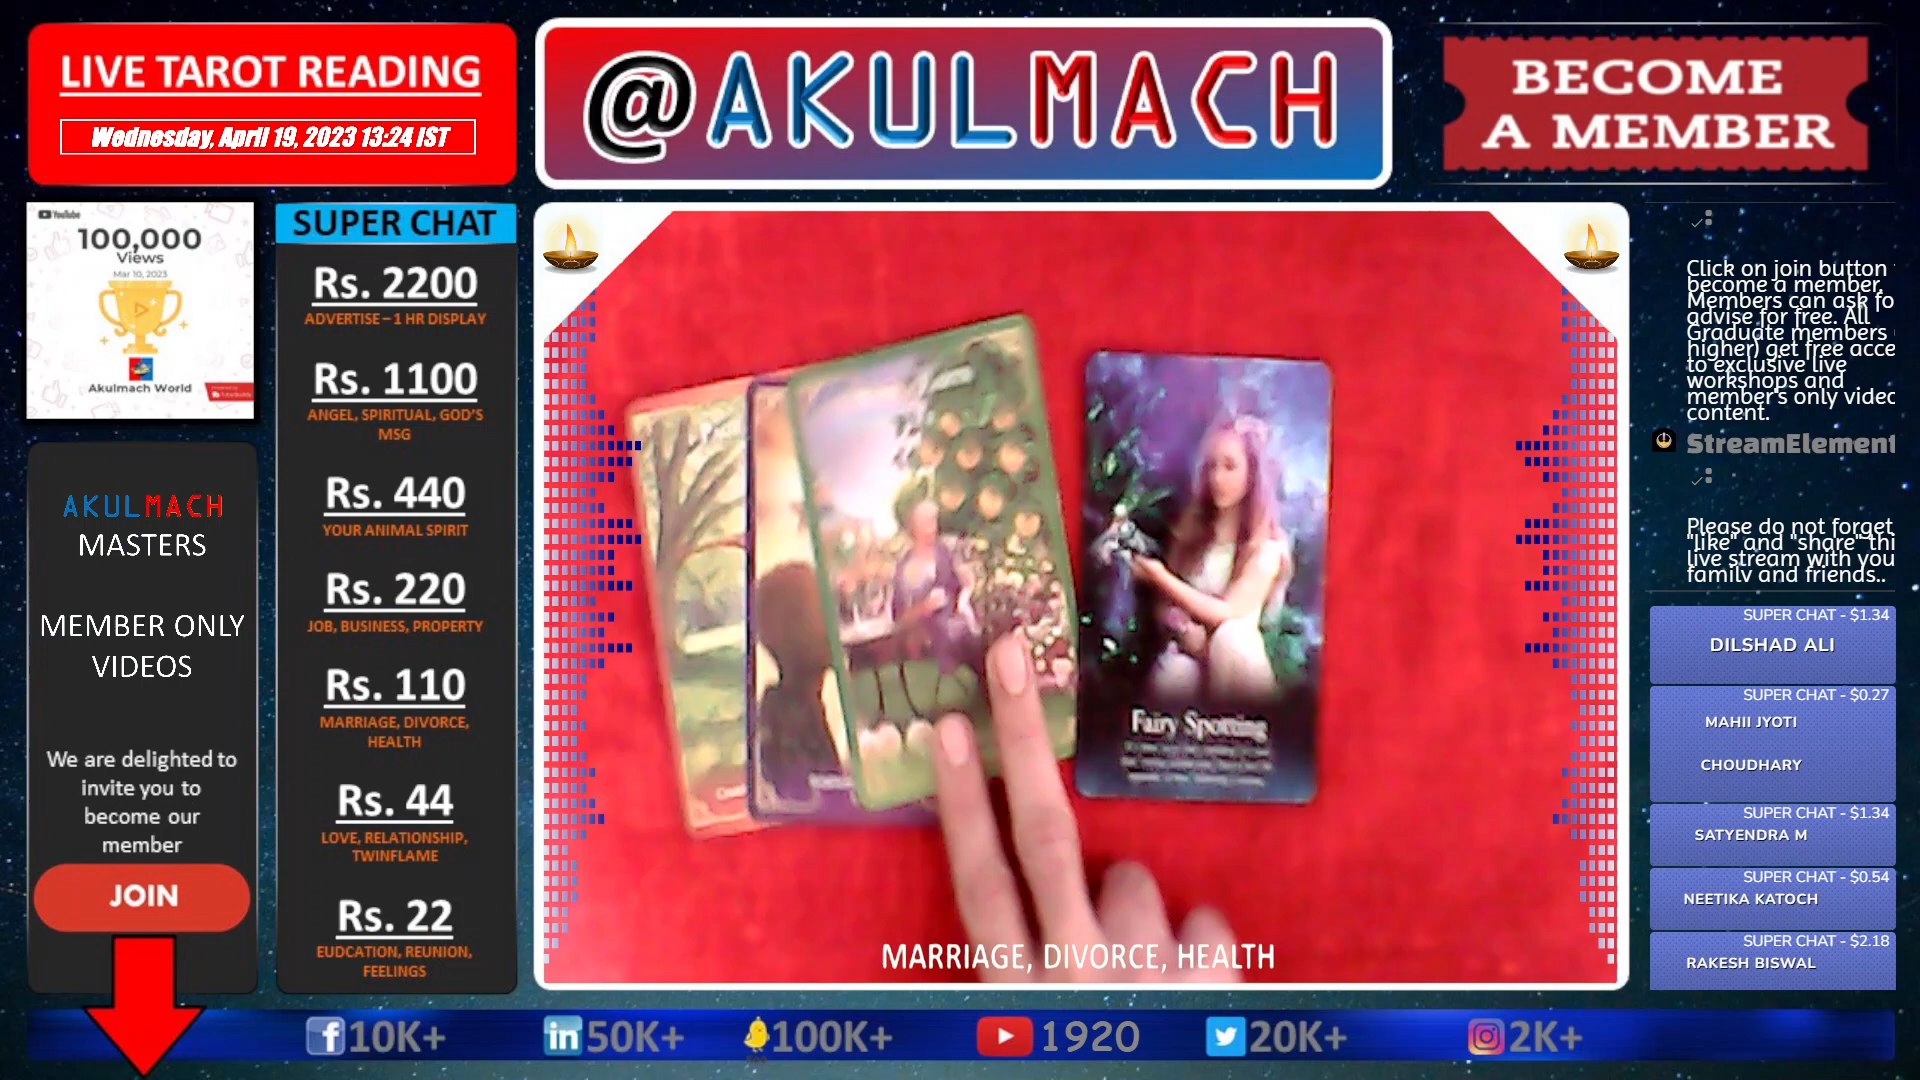 LIVE TAROT READING
Wednesday, April 19, 2023 13:24 IST
@AKULMACH
BECOME
A MEMBER
YouTube
100,000
Views
Mar 10, 2023
Akulmach World
AKULMACH
MASTERS
MEMBER ONLY
VIDEOS
We are delighted to
invite you to
become our
member
JOIN
SUPER CHAT
Rs. 2200
ADVERTISE – 1 HR DISPLAY
Rs. 1100
ANGEL, SPIRITUAL, GOD'S
MSG
Rs. 440
YOUR ANIMAL SPIRIT
Rs. 220
JOB, BUSINESS, PROPERTY
Rs. 110
MARRIAGE, DIVORCE,
HEALTH
Rs. 44
LOVE, RELATIONSHIP,
TWINFLAME
Rs. 22
EUDCATION, REUNION,
FEELINGS
Fairy Spotting
MARRIAGE, DIVORCE, HEALTH
Click on join button
become a member.
Members can ask fo
advise for free. All
Graduate members
higher) get free acce
to exclusive live
workshops and
member's only videc
content.
StreamElement
Please do not forget
"like" and "share" thi
live stream with you
family and friends..
SUPER CHAT - $1.34
DILSHAD ALI
SUPER CHAT - $0.27
MAHII JYOTI
CHOUDHARY
SUPER CHAT - $1.34
SATYENDRA M
SUPER CHAT - $0.54
NEETIKA KATOCH
SUPER CHAT - $2.18
RAKESH BISWAL
10K+
50K+
100K+
1920
20K+
2K+